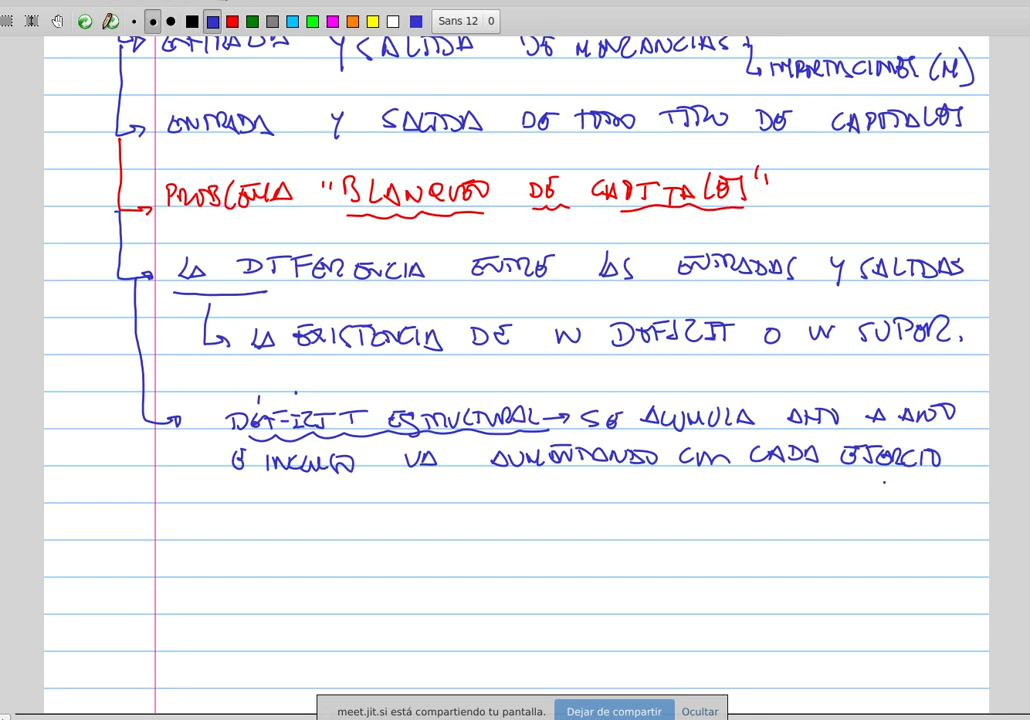 Sans 12 0
ENTRADA Y SALIDA DE MERCANCIAS
IMPORTACIONES (M)
ENTRADA Y SALIDA DE TODO TIPO DE CAPITALES
PROBLEMA "BLANQUEO DE CAPITALES"
LA DIFERENCIA ENTRE LAS ENTRADAS Y SALIDAS
LA EXISTENCIA DE UN DEFICIT O UN SUPER.
DÉFICIT ESTRUCTURAL → SE ACUMULA AÑO A AÑO
E INCLUSO VA AUMENTANDO CON CADA EJERCICIO
meet.jit.si está compartiendo tu pantalla. Dejar de compartir Ocultar